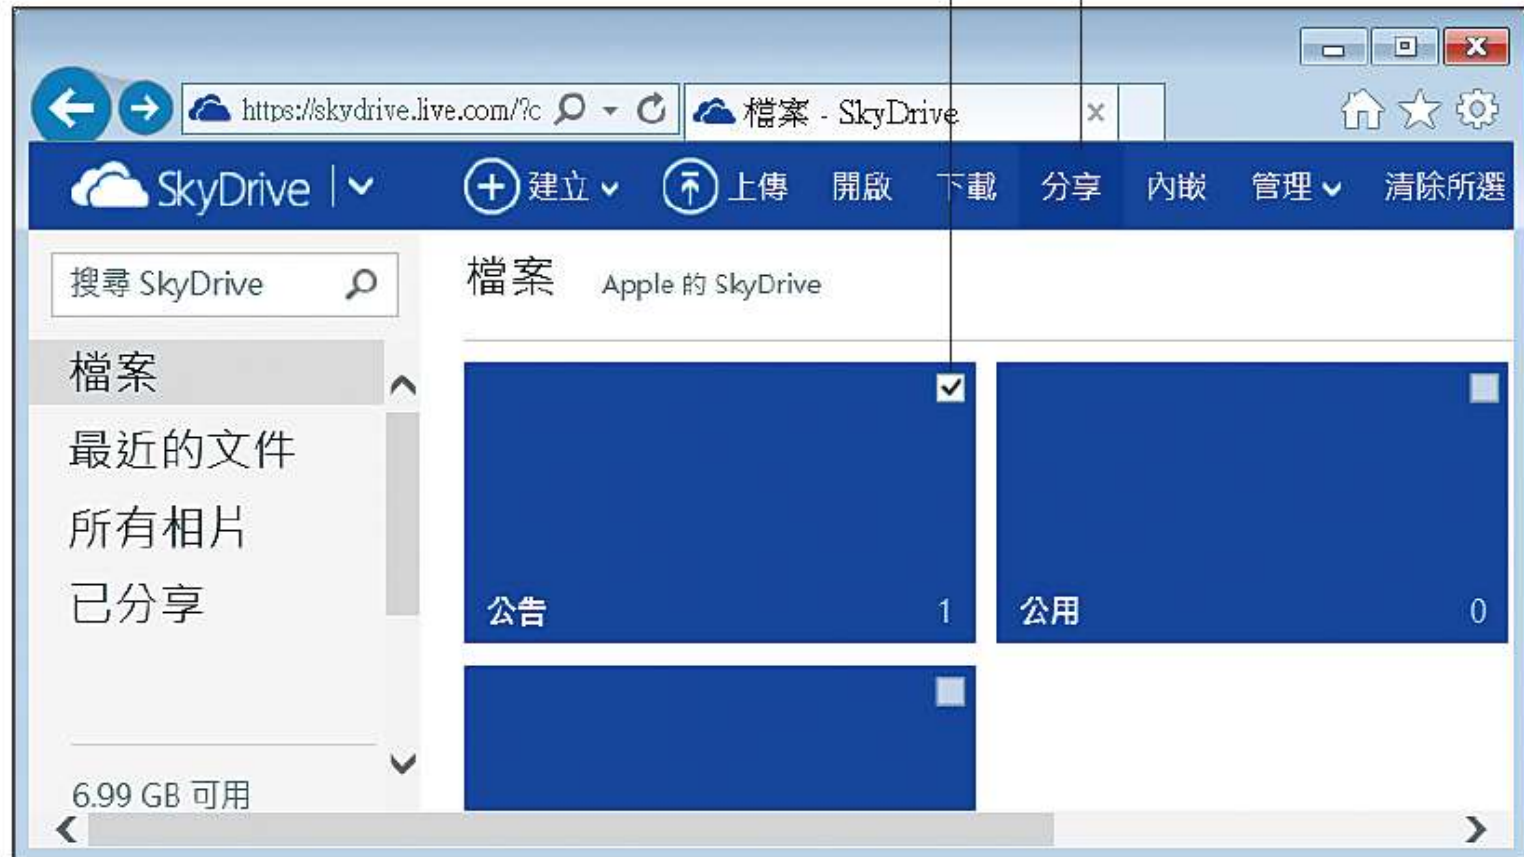 https://skydrive.live.com/?c
檔案 - SkyDrive
SkyDrive
建立 上傳 開啟 下載 分享 內嵌 管理 清除所選
搜尋 SkyDrive
檔案 Apple 的 SkyDrive
檔案
最近的文件
所有相片
已分享
公告 1
公用 0
6.99 GB 可用